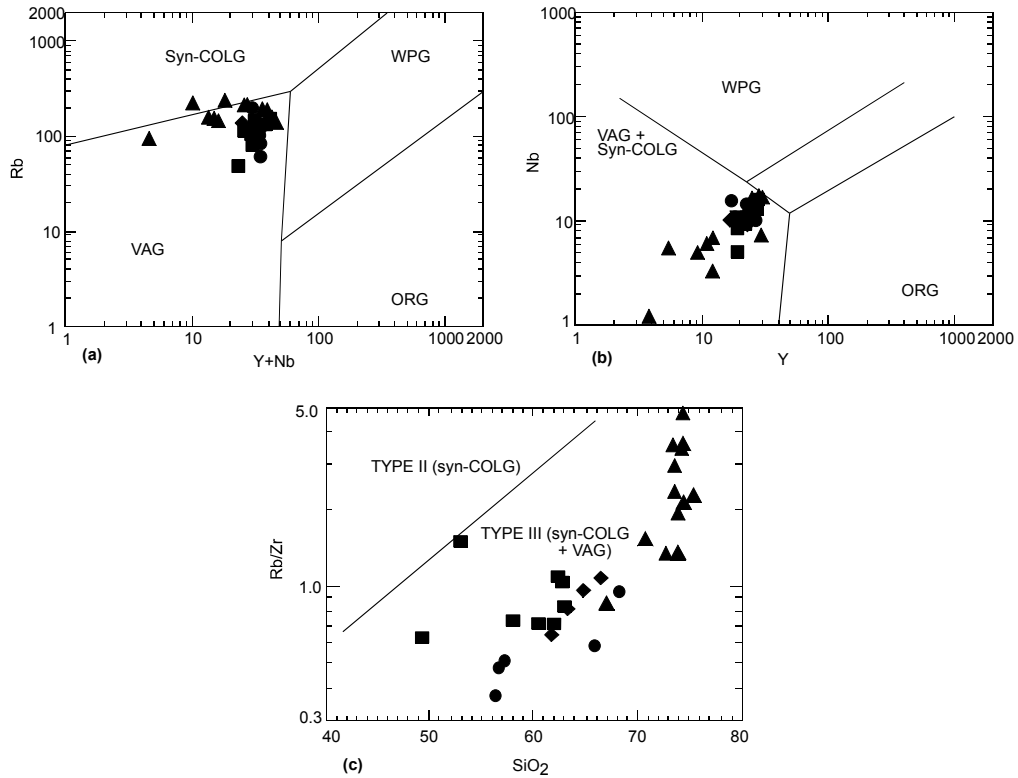 2000
1000
100
10
1
Rb
Syn-COLG
WPG
VAG
ORG
1
10
100
1000
2000
(a)
Y+Nb
1000
100
10
1
Nb
WPG
VAG +
Syn-COLG
ORG
1
10
100
1000
2000
(b)
Y
5.0
1.0
0.3
Rb/Zr
TYPE II (syn-COLG)
TYPE III (syn-COLG
+ VAG)
40
50
60
70
80
(c)
SiO2